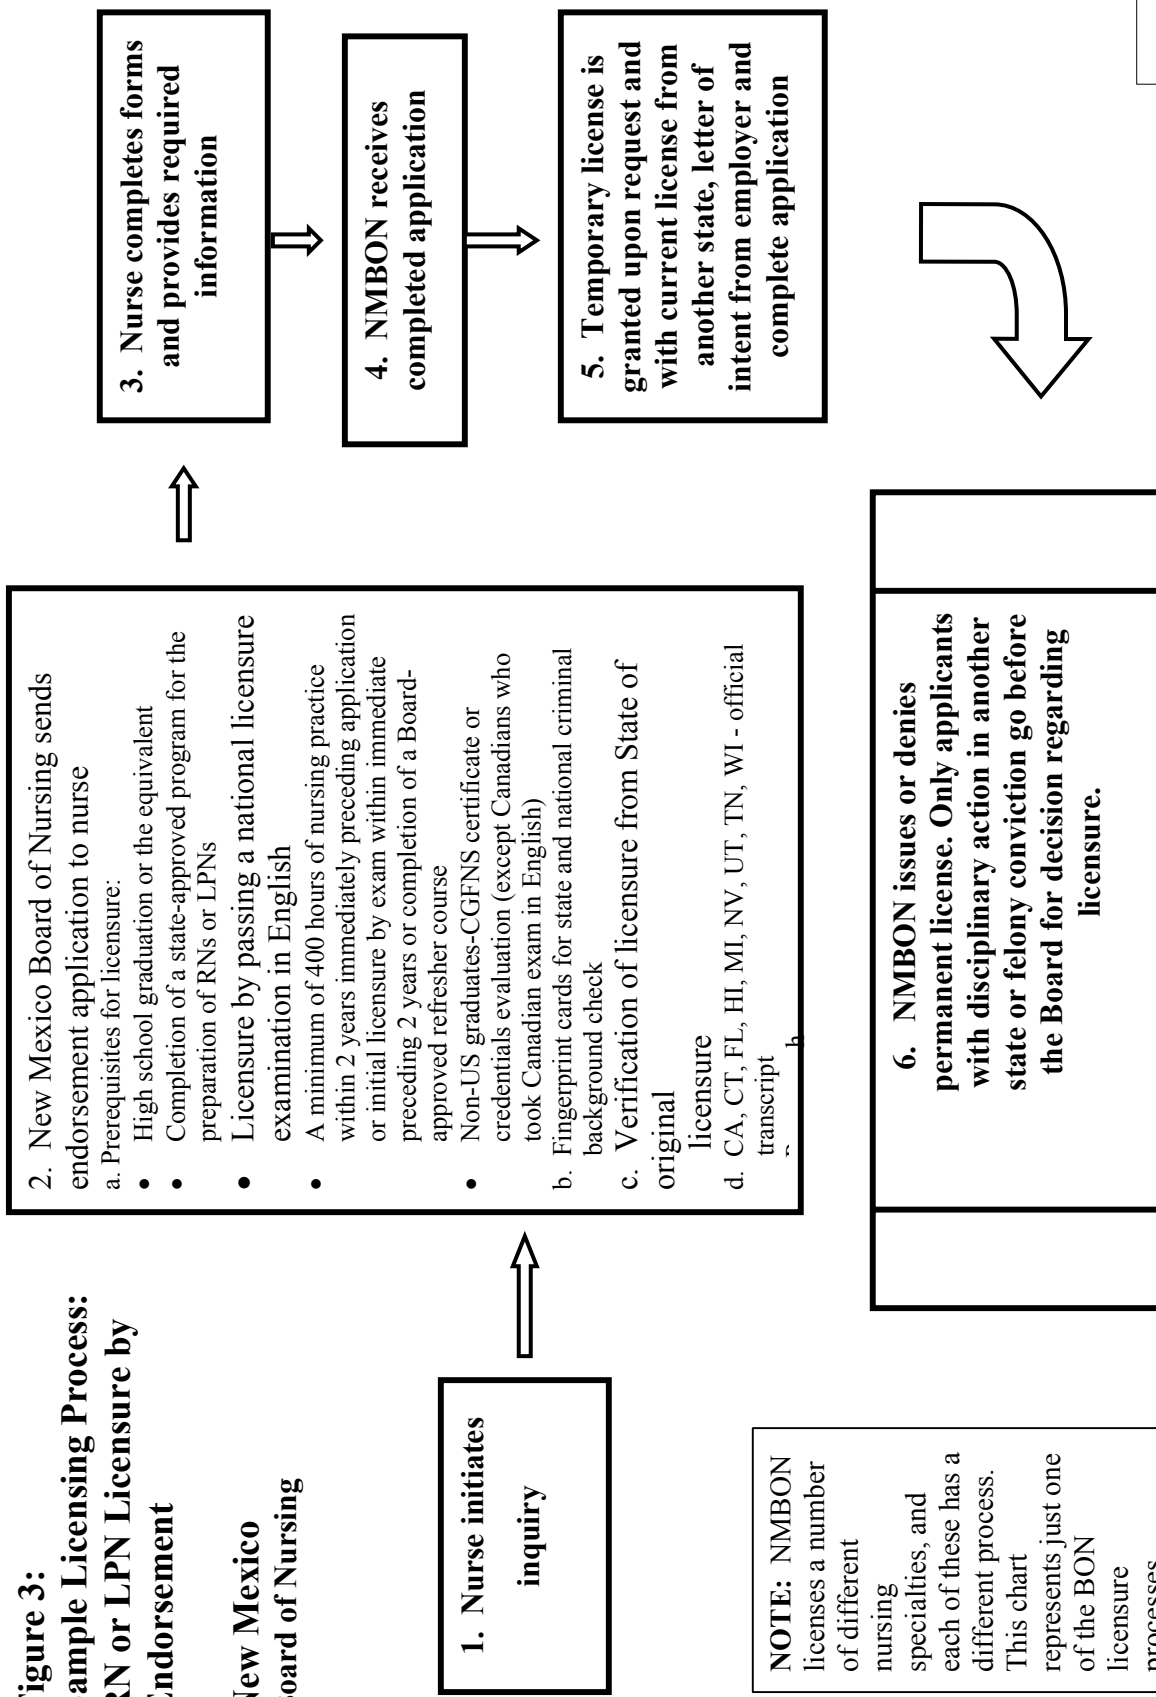 igure 3:
ample Licensing Process:
RN or LPN Licensure by
Endorsement
New Mexico
oard of Nursing
1. Nurse initiates
inquiry
NOTE: NMBON
licenses a number
of different
nursing
specialties, and
each of these has a
different process.
This chart
represents just one
of the BON
licensure
processes
2. New Mexico Board of Nursing sends
endorsement application to nurse
a. Prerequisites for licensure:
• High school graduation or the equivalent
• Completion of a state-approved program for the
preparation of RNs or LPNs
• Licensure by passing a national licensure
examination in English
• A minimum of 400 hours of nursing practice
within 2 years immediately preceding application
or initial licensure by exam within immediate
preceding 2 years or completion of a Board-
approved refresher course
• Non-US graduates-CGFNS certificate or
credentials evaluation (except Canadians who
took Canadian exam in English)
b. Fingerprint cards for state and national criminal
background check
c. Verification of licensure from State of
original
licensure
d. CA, CT, FL, HI, MI, NV, UT, TN, WI - official
transcript
3. Nurse completes forms
and provides required
information
4. NMBON receives
completed application
5. Temporary license is
granted upon request and
with current license from
another state, letter of
intent from employer and
complete application
6. NMBON issues or denies
permanent license. Only applicants
with disciplinary action in another
state or felony conviction go before
the Board for decision regarding
licensure.